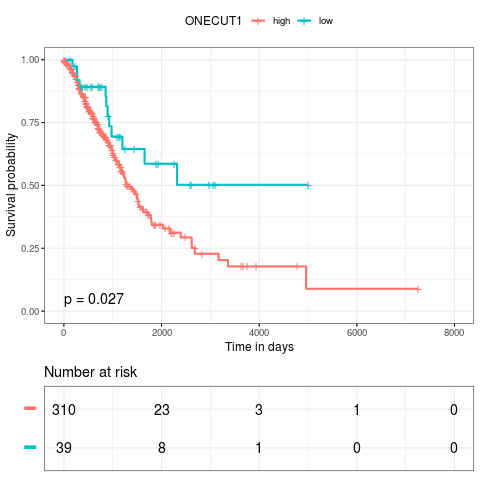 ONECUT1 high low
Survival probability
1.00
0.75
0.50
0.25
0.00
p = 0.027
0 2000 4000 6000 8000
Time in days
Number at risk
310 23 3 1 0
39 8 1 0 0